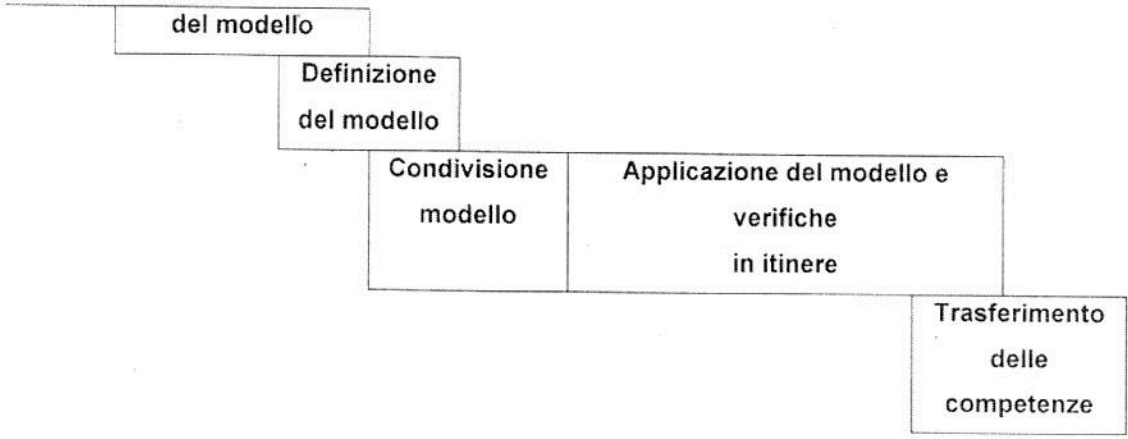 del modello
Definizione
del modello
Condivisione
modello
Applicazione del modello e
verifiche
in itinere
Trasferimento
delle
competenze